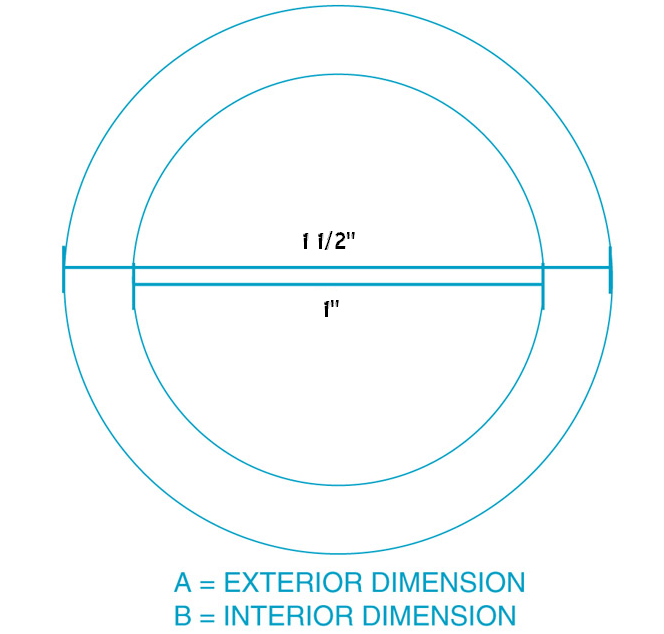 1 1/2"
1"
A = EXTERIOR DIMENSION
B = INTERIOR DIMENSION